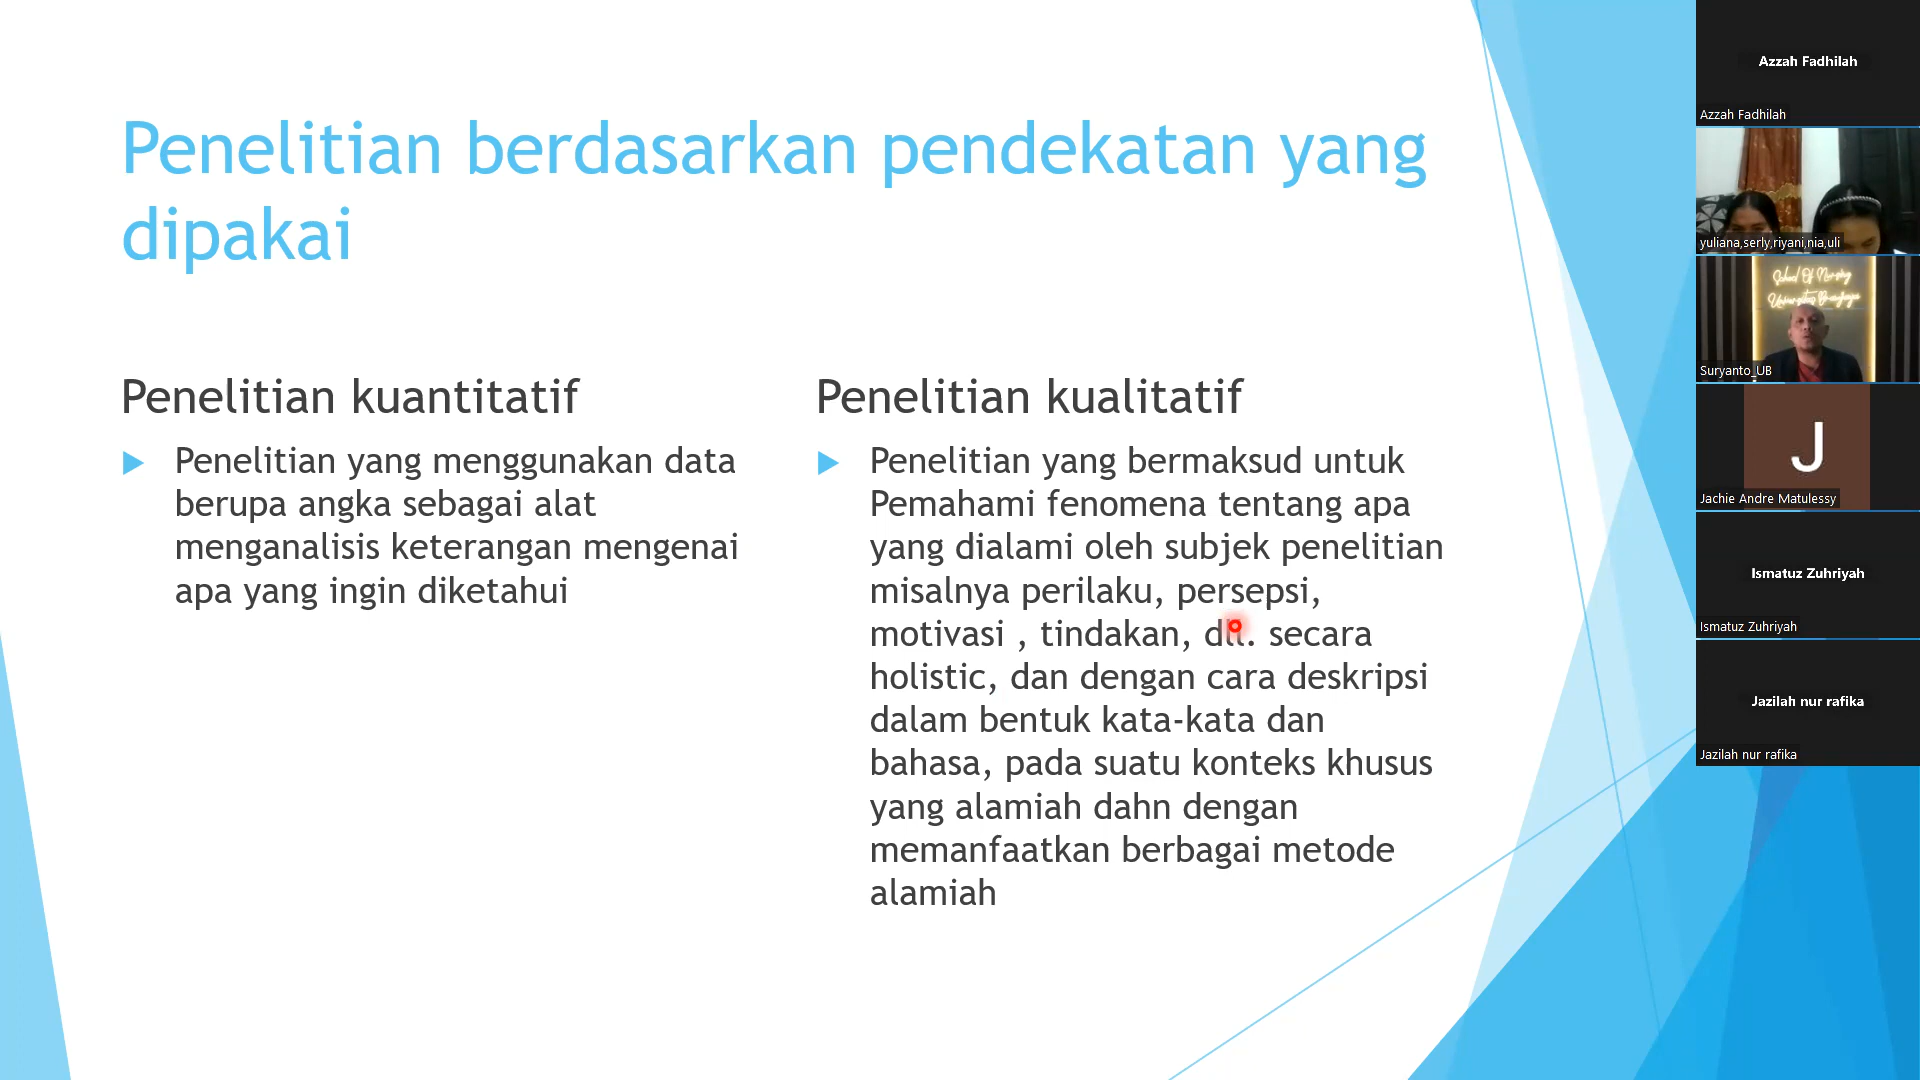 Penelitian berdasarkan pendekatan yang
dipakai
Penelitian kuantitatif
Penelitian yang menggunakan data
berupa angka sebagai alat
menganalisis keterangan mengenai
apa yang ingin diketahui
Penelitian kualitatif
Penelitian yang bermaksud untuk
Pemahami fenomena tentang apa
yang dialami oleh subjek penelitian
misalnya perilaku, persepsi,
motivasi , tindakan, dll. secara
holistic, dan dengan cara deskripsi
dalam bentuk kata-kata dan
bahasa, pada suatu konteks khusus
yang alamiah dahn dengan
memanfaatkan berbagai metode
alamiah
Azzah Fadhilah
Azzah Fadhilah
yuliana,serly,riyani,nia,uli
School Of Nursing
Universitas
Suryanto_UB
J
Jachie Andre Matulessy
Ismatuz Zuhriyah
Ismatuz Zuhriyah
Jazilah nur rafika
Jazilah nur rafika